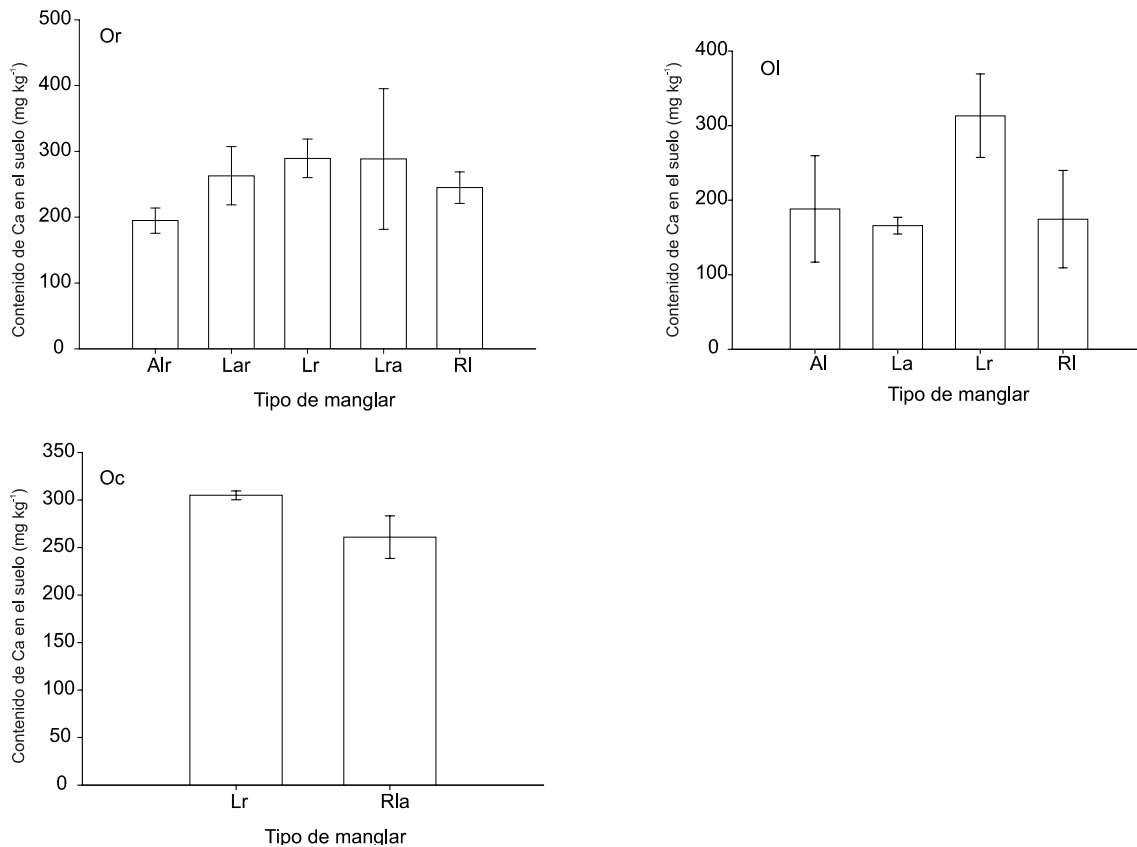 Or
Contenido de Ca en el suelo (mg kg-1)
500
400
300
200
100
0
Alr Lar Lr Lra Rl
Tipo de manglar
Ol
Contenido de Ca en el suelo (mg kg-1)
400
300
200
100
0
Al La Lr Rl
Tipo de manglar
Oc
Contenido de Ca en el suelo (mg kg-1)
350
300
250
200
150
100
50
0
Lr Rla
Tipo de manglar